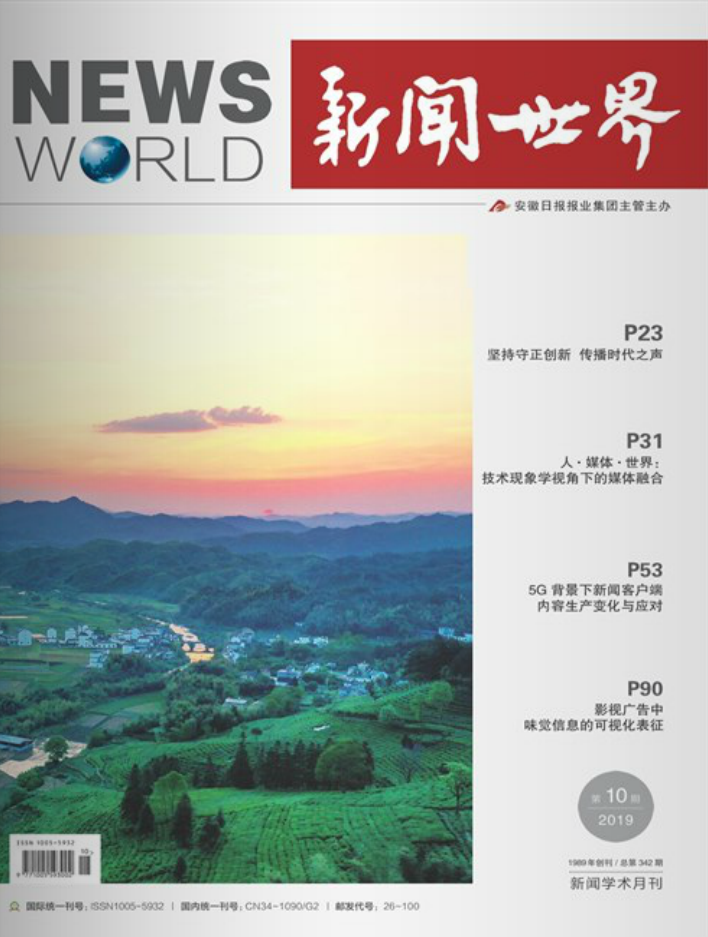 NEWS
WORLD
新闻世界
安徽日报报业集团主管主办
P23
坚持守正创新 传播时代之声
P31
人·媒体·世界：
技术现象学视角下的媒体融合
P53
5G 背景下新闻客户端
内容生产变化与应对
P90
影视广告中
味觉信息的可视化表征
第 10 期
2019
1989年创刊 / 总第 342 期
新闻学术月刊
ISSN 1005-5932
10>
9 771005 593002
国际统一刊号：ISSN1005-5932 | 国内统一刊号：CN34-1090/G2 | 邮发代号：26-100